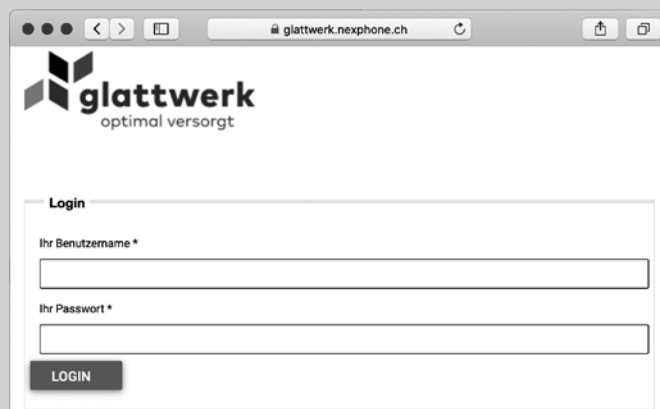 glattwerk.nexphone.ch
glattwerk
optimal versorgt
Login
Ihr Benutzername *
Ihr Passwort *
LOGIN